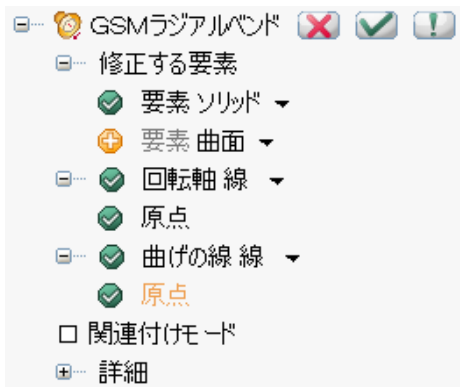 GSMラジアルベンド
修正する要素
要素 ソリッド
要素 曲面
回転軸 線
原点
曲げの線 線
原点
関連付けモード
詳細